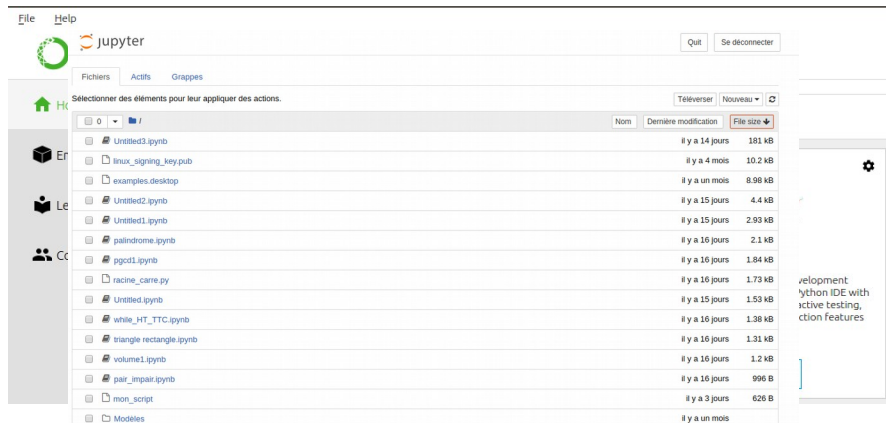 File Help
jupyter
Quit Se déconnecter
Fichiers Actifs Grappes
Sélectionner des éléments pour leur appliquer des actions.
Téléverser Nouveau
0 /
Nom Dernière modification File size
Untitled3.ipynb il y a 14 jours 181 kB
linux_signing_key.pub il y a 4 mois 10.2 kB
examples.desktop il y a un mois 8.98 kB
Untitled2.ipynb il y a 15 jours 4.4 kB
Untitled1.ipynb il y a 15 jours 2.93 kB
palindrome.ipynb il y a 16 jours 2.1 kB
pgcd1.ipynb il y a 16 jours 1.84 kB
racine_carre.py il y a 16 jours 1.73 kB
Untitled.ipynb il y a 15 jours 1.53 kB
while_HT_TTC.ipynb il y a 16 jours 1.38 kB
triangle rectangle.ipynb il y a 16 jours 1.31 kB
volume1.ipynb il y a 16 jours 1.2 kB
pair_impair.ipynb il y a 16 jours 996 B
mon_script il y a 3 jours 626 B
Modèles il y a un mois
Ho
En
Le
Co
velopment
Python IDE with
active testing,
ction features